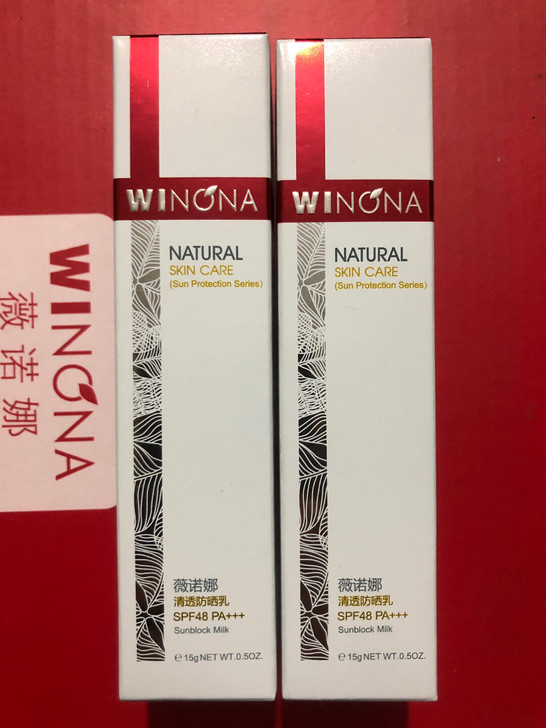 WINONA
NATURAL
SKIN CARE
(Sun Protection Series)
薇诺娜
清透防晒乳
SPF48 PA+++
Sunblock Milk
e 15g NET WT.0.5OZ.
WINONA
NATURAL
SKIN CARE
(Sun Protection Series)
薇诺娜
清透防晒乳
SPF48 PA+++
Sunblock Milk
e 15g NET WT.0.5OZ.
WINONA
薇诺娜